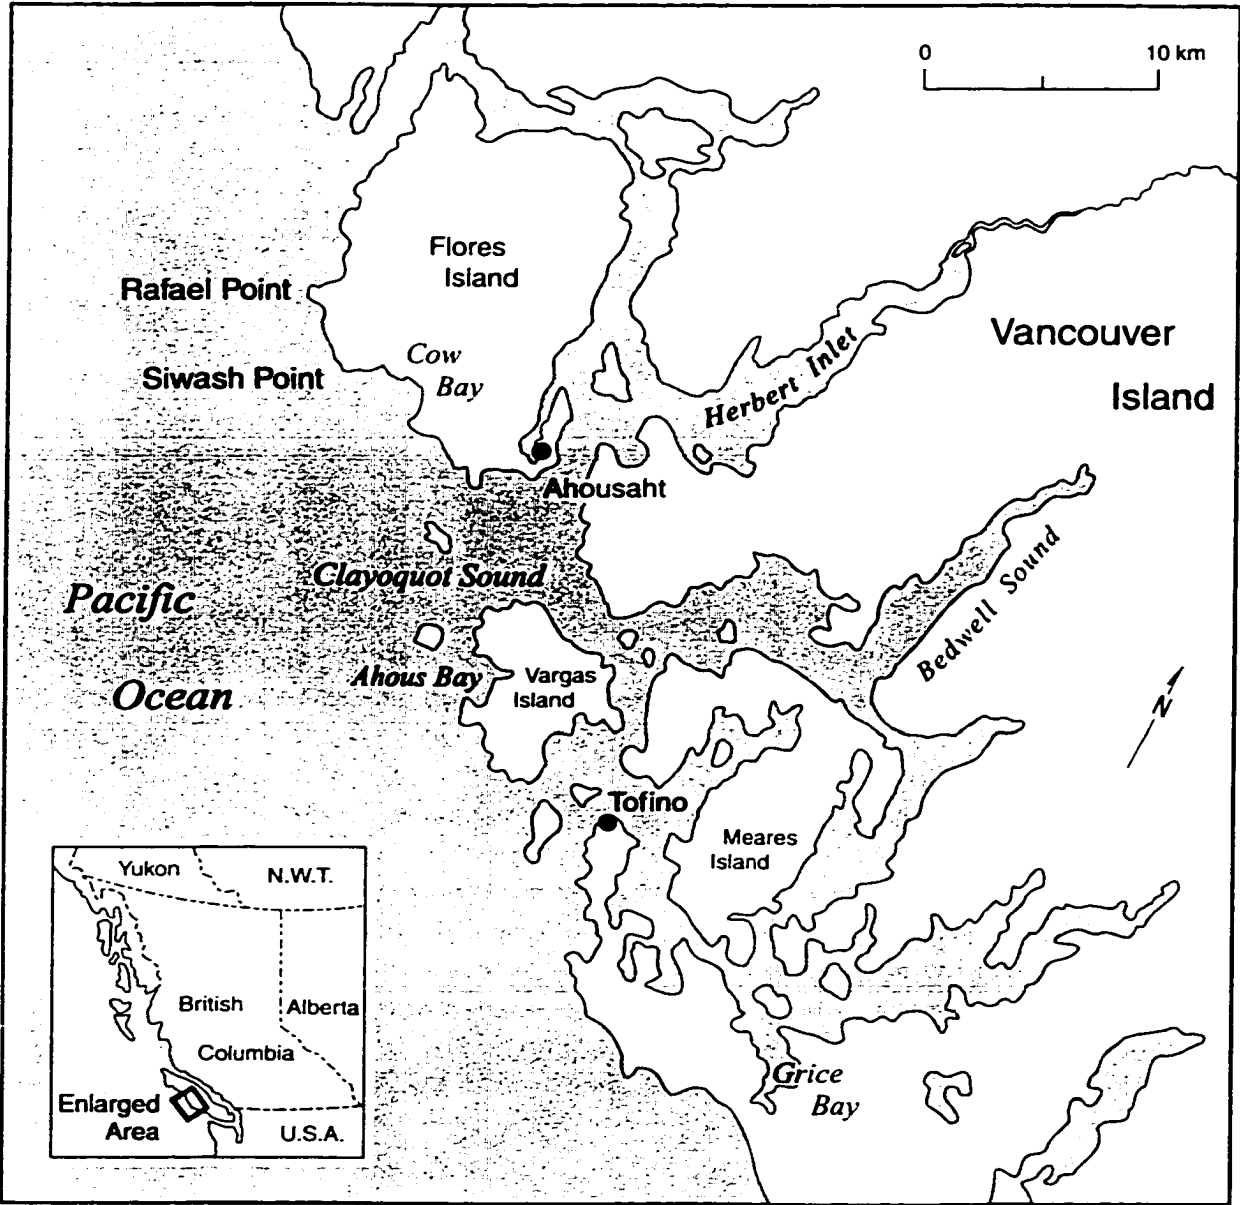 0 10 km
Flores
Island
Rafael Point
Vancouver
Island
Herbert Inlet
Cow
Bay
Siwash Point
Ahousaht
Clayoquot Sound
Pacific
Ocean
Bedwell Sound
Ahous Bay
Vargas
Island
N
Tofino
Meares
Island
Yukon
N.W.T.
British
Columbia
Alberta
Enlarged
Area
U.S.A.
Grice
Bay